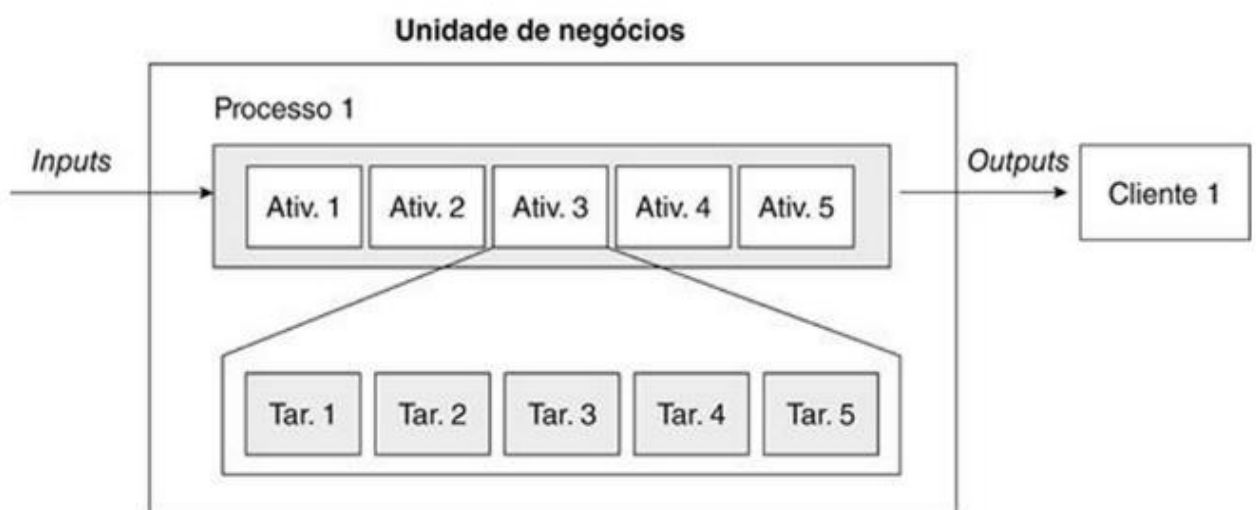 Unidade de negócios
Processo 1
Inputs
Ativ. 1
Ativ. 2
Ativ. 3
Ativ. 4
Ativ. 5
Outputs
Cliente 1
Tar. 1
Tar. 2
Tar. 3
Tar. 4
Tar. 5